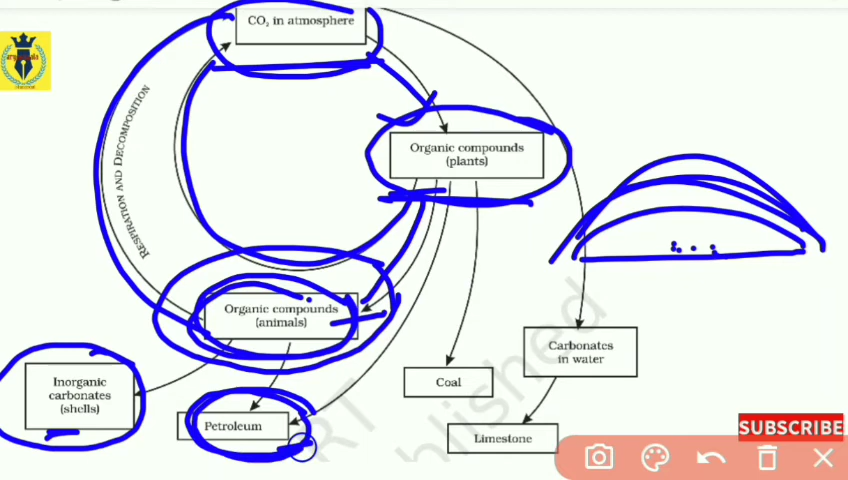 CO₂ in atmosphere
RESPIRATION AND DECOMPOSITION
Organic compounds
(plants)
Organic compounds
(animals)
Carbonates
in water
Inorganic
carbonates
(shells)
Coal
Petroleum
Limestone
SUBSCRIBE